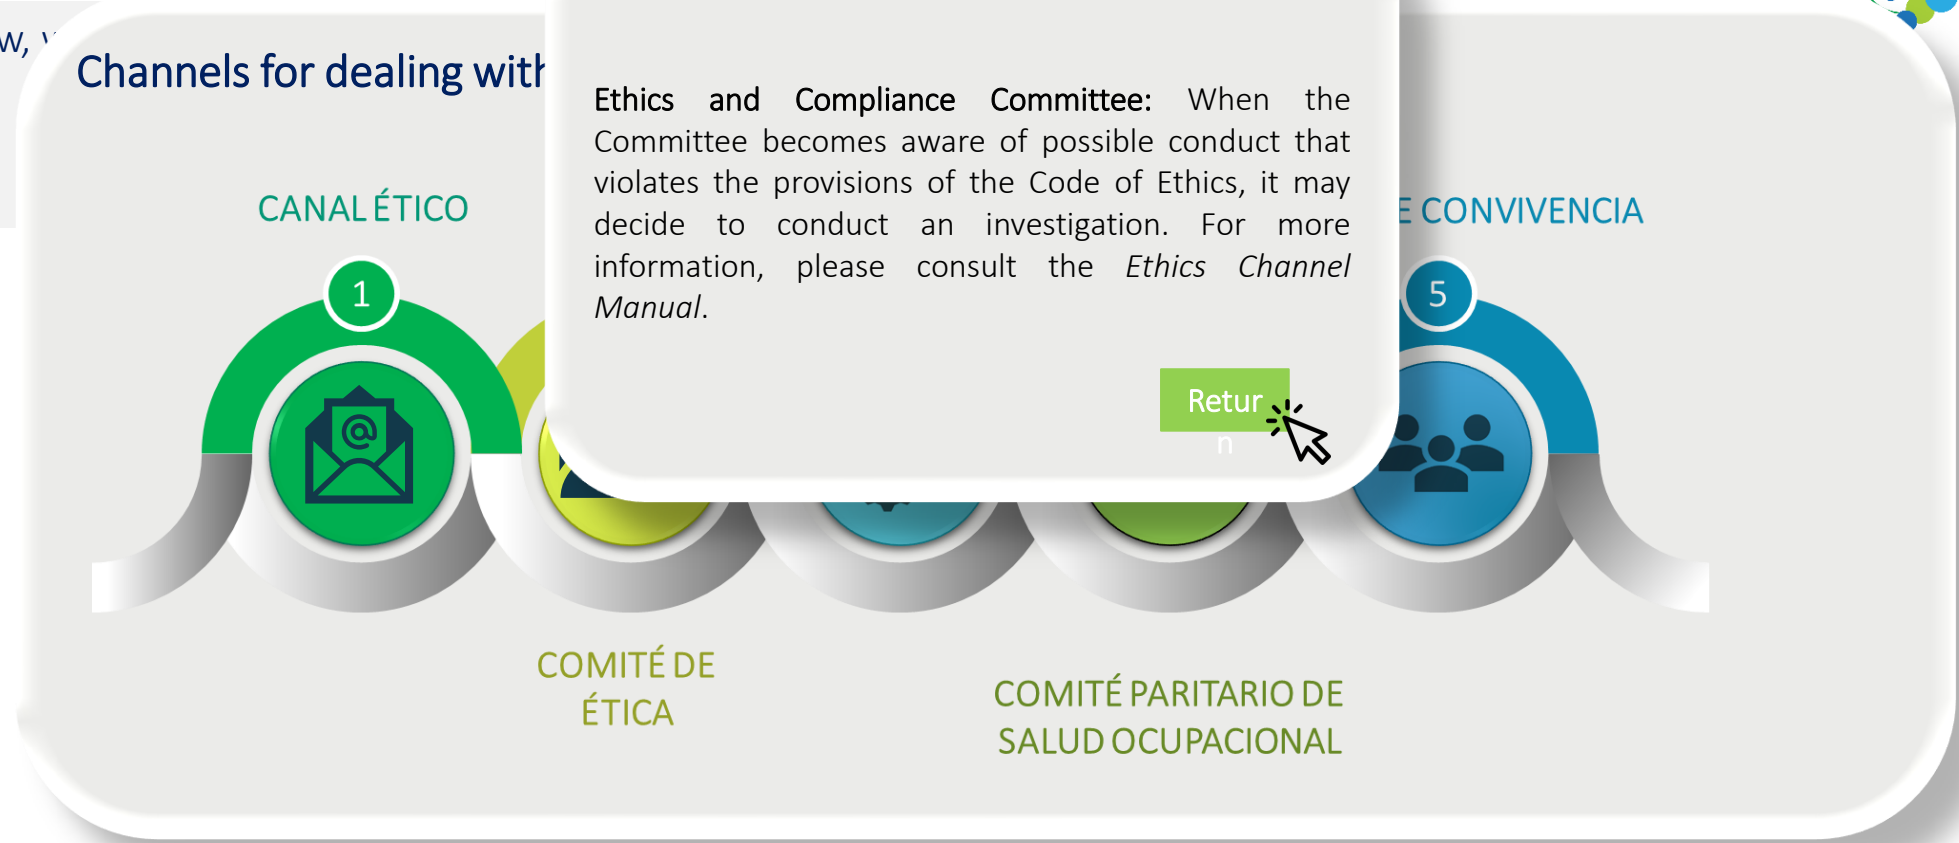 Channels for dealing with
Ethics and Compliance Committee: When the
Committee becomes aware of possible conduct that
violates the provisions of the Code of Ethics, it may
decide to conduct an investigation. For more
information, please consult the Ethics Channel
Manual.
Retur
n
CANAL ÉTICO
E CONVIVENCIA
1
5
@
COMITÉ DE
ÉTICA
COMITÉ PARITARIO DE
SALUD OCUPACIONAL